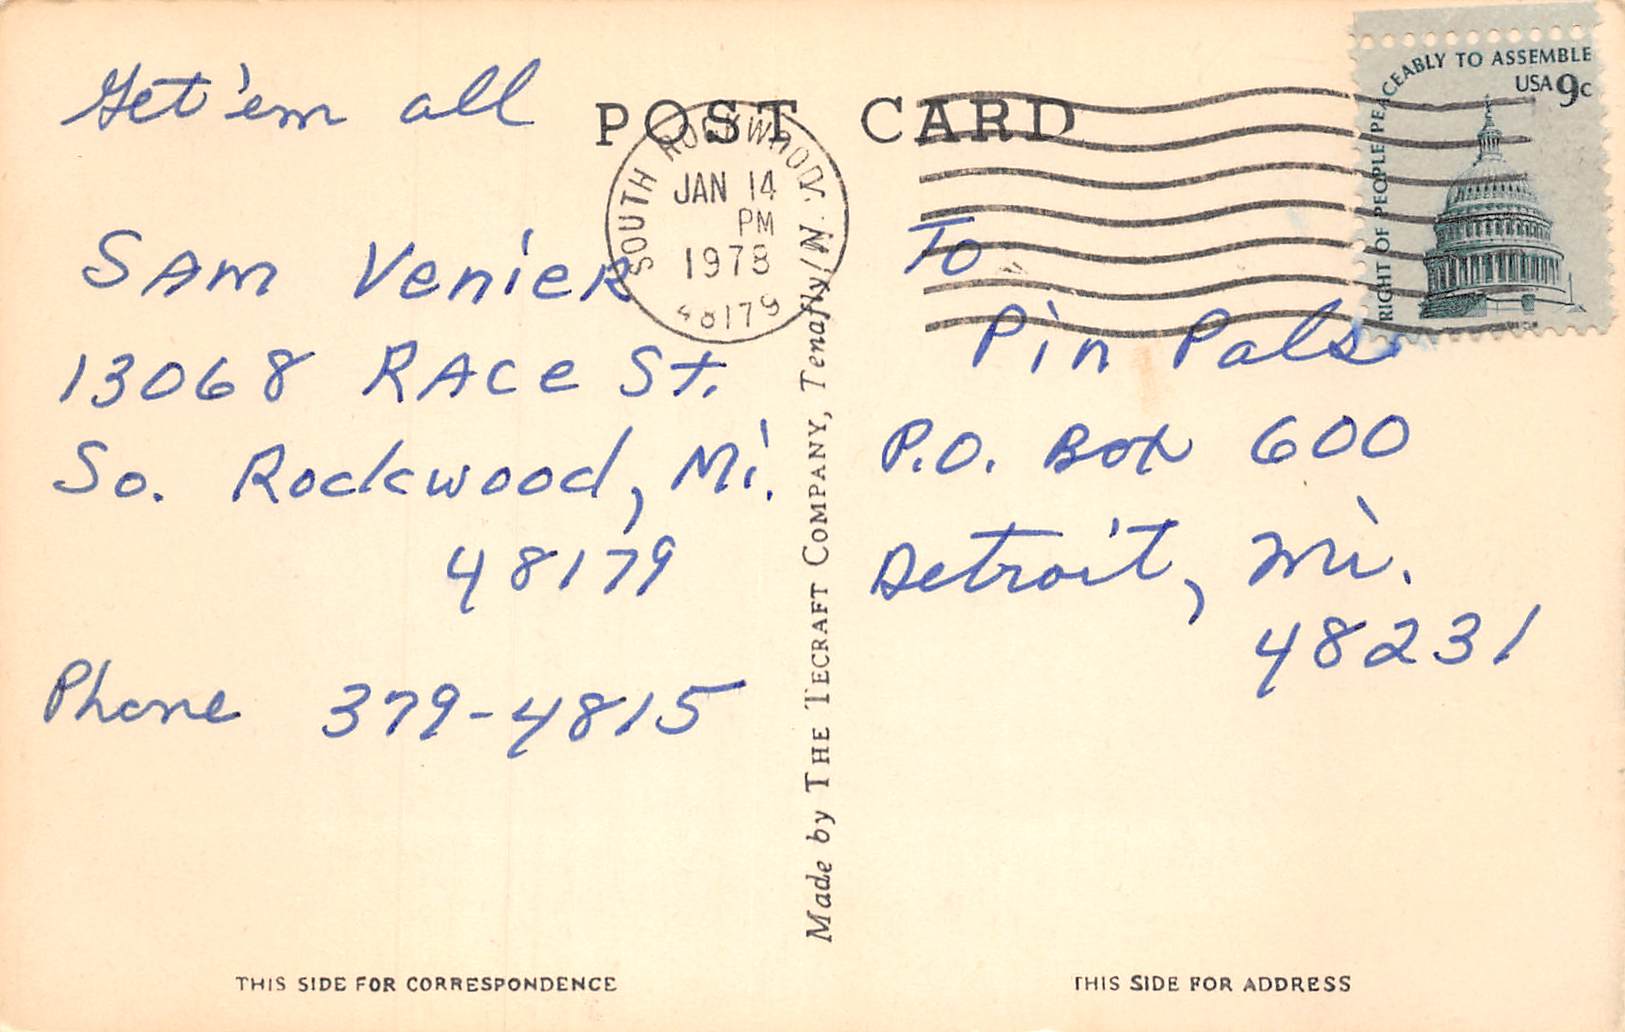 Get 'em all
SAM VenieR
13068 RACe St.
So. Rockwood, Mi.
48179
Phone 379-4815
POST CARD
SOUTH ROCKWOOD,
JAN 14
PM
1978
48179
Made by THE TECRAFT COMPANY, Tenafly, N. J.
RIGHT OF PEOPLE PEACEABLY TO ASSEMBLE
USA 9c
To
Pin Pals
P.O. Box 600
Detroit, Mi.
48231
THIS SIDE FOR CORRESPONDENCE
THIS SIDE FOR ADDRESS